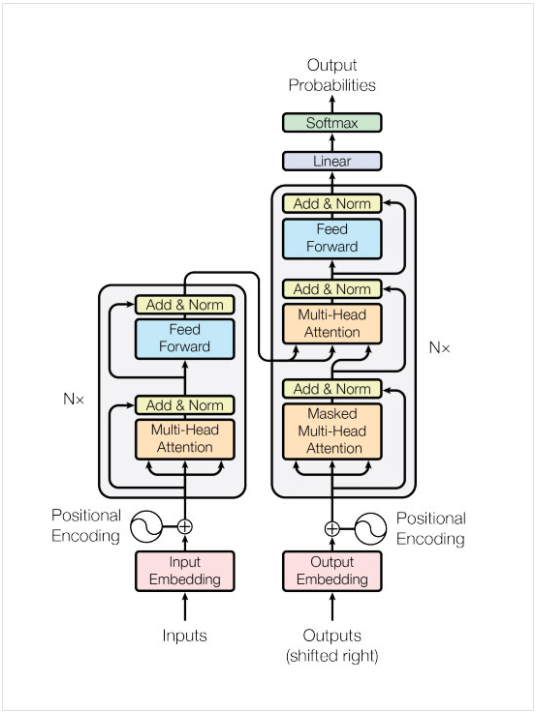 Output
Probabilities
Softmax
Linear
Add & Norm
Feed
Forward
Add & Norm
Multi-Head
Attention
Add & Norm
Masked
Multi-Head
Attention
N×
Add & Norm
Feed
Forward
Add & Norm
Multi-Head
Attention
N×
Positional
Encoding
Positional
Encoding
Input
Embedding
Output
Embedding
Inputs
Outputs
(shifted right)